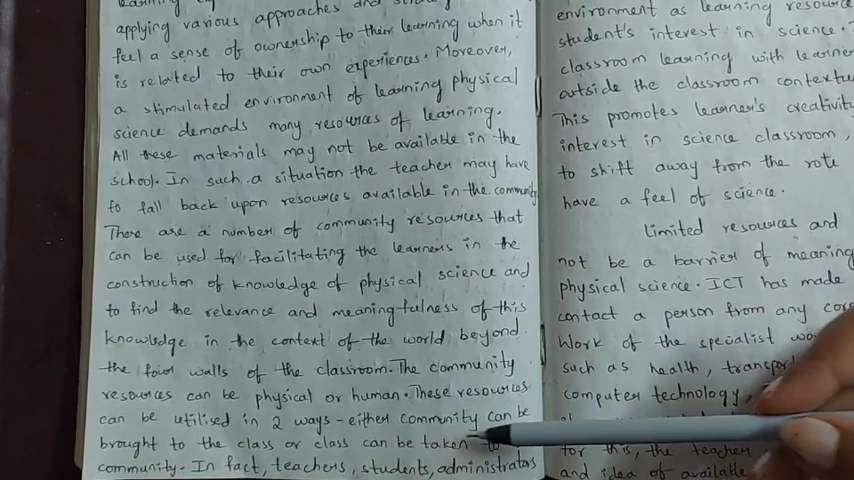 applying various approaches and
feel a sense of ownership to their learning when it
is related to their own experiences. Moreover,
a stimulated environment of learning physical
science demands many resources of learning.
All these materials may not be available in the
school. In such a situation the teacher may have
to fall back upon resources available in the community
There are a number of community resources that
can be used for facilitating the learners in the
construction of knowledge of physical science and
to find the relevance and meaningfulness of this
knowledge in the context of the world beyond
the four walls of the classroom. The community
resources can be physical or human. These resources
can be utilised in 2 ways - either community can be
brought to the class or class can be taken to
community. In fact, teachers, students, administrators
environment as learning resource
student's interest in science.
classroom learning with
outside the classroom
This promotes learner's creativity
interest in science classroom,
to shift away from the rote
have a feel of science.
Limited resources and
not be a barrier of meaning
physical science. ICT has made
contact a person from any
Work of the specialist
such as health,
computer technology,
for this, the teacher
and idea of available